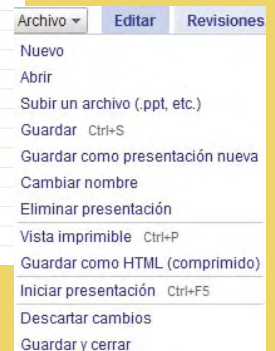 Archivo Editar Revisiones
Nuevo
Abrir
Subir un archivo (.ppt, etc.)
Guardar Ctrl+S
Guardar como presentación nueva
Cambiar nombre
Eliminar presentación
Vista imprimible Ctrl+P
Guardar como HTML (comprimido)
Iniciar presentación Ctrl+F5
Descartar cambios
Guardar y cerrar